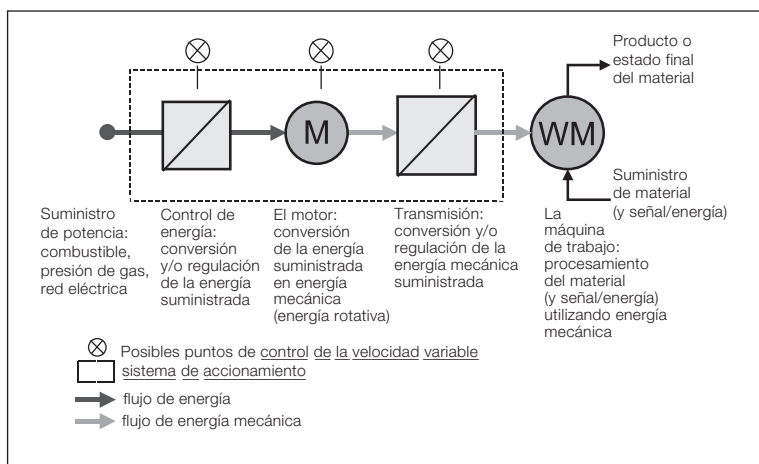 Producto o
estado final
del material
M
WM
Suministro
de material
(y señal/energía)
Suministro
de potencia:
combustible,
presión de gas,
red eléctrica
Control de
energía:
conversión
y/o regulación
de la energía
suministrada
El motor:
conversión
de la energía
suministrada
en energía
mecánica
(energía rotativa)
Transmisión:
conversión y/o
regulación de la
energía mecánica
suministrada
La
máquina
de trabajo:
procesamiento
del material
(y señal/energía)
utilizando energía
mecánica
Posibles puntos de control de la velocidad variable
sistema de accionamiento
flujo de energía
flujo de energía mecánica